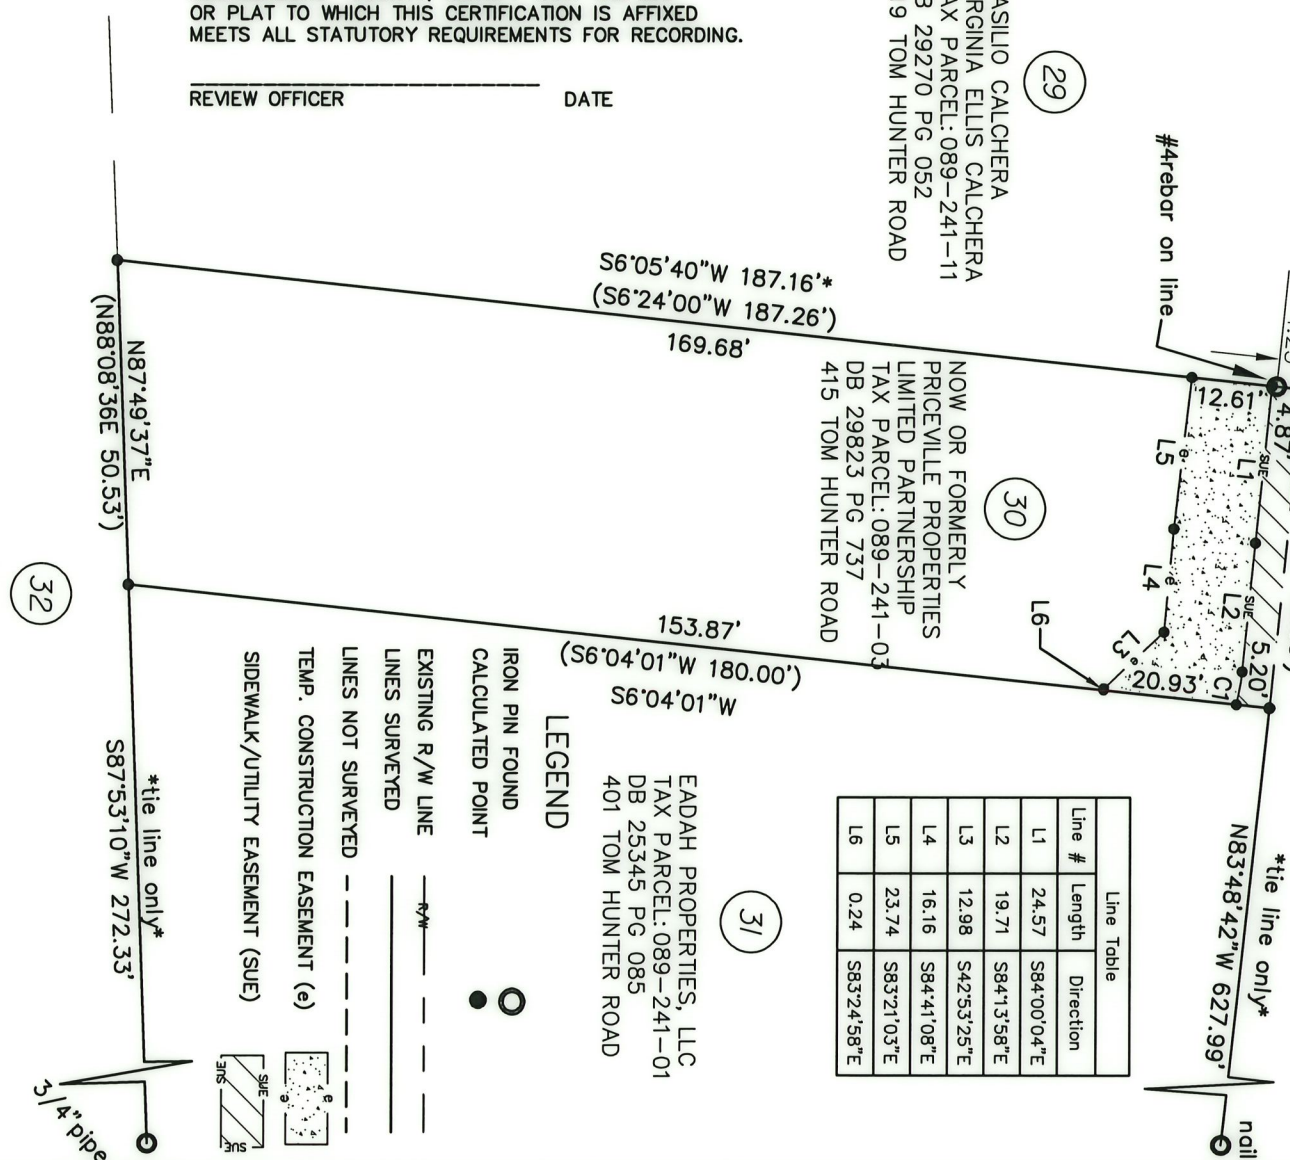 OR PLAT TO WHICH THIS CERTIFICATION IS AFFIXED
MEETS ALL STATUTORY REQUIREMENTS FOR RECORDING.
REVIEW OFFICER DATE
29
CALCHERA
ELLIS CALCHERA
PARCEL: 089-241-11
29270 PG 052
TOM HUNTER ROAD
#4rebar on line
S6°05'40"W 187.16'*
(S6°24'00"W 187.26')
169.68'
12.61'
4.87'
L1
SUE
L2
SUE
5.20'
L5
e
L4
e
L3
e
20.93'
C1
L6
30
NOW OR FORMERLY
PRICEVILLE PROPERTIES
LIMITED PARTNERSHIP
TAX PARCEL: 089-241-03
DB 29823 PG 737
415 TOM HUNTER ROAD
N87°49'37"E
(N88°08'36E 50.53')
32
153.87'
(S6°04'01"W 180.00')
S6°04'01"W
31
EADAH PROPERTIES, LLC
TAX PARCEL: 089-241-01
DB 25345 PG 085
401 TOM HUNTER ROAD
*tie line only*
N83°48'42"W 627.99'
nail
Line Table
Line # Length Direction
L1 24.57 S84°00'04"E
L2 19.71 S84°13'58"E
L3 12.98 S42°53'25"E
L4 16.16 S84°41'08"E
L5 23.74 S83°21'03"E
L6 0.24 S83°24'58"E
LEGEND
IRON PIN FOUND
CALCULATED POINT
EXISTING R/W LINE R/W
LINES SURVEYED
LINES NOT SURVEYED
TEMP. CONSTRUCTION EASEMENT (e) e e
SIDEWALK/UTILITY EASEMENT (SUE) SUE SUE SUE
*tie line only*
S87°53'10"W 272.33'
3/4" pipe